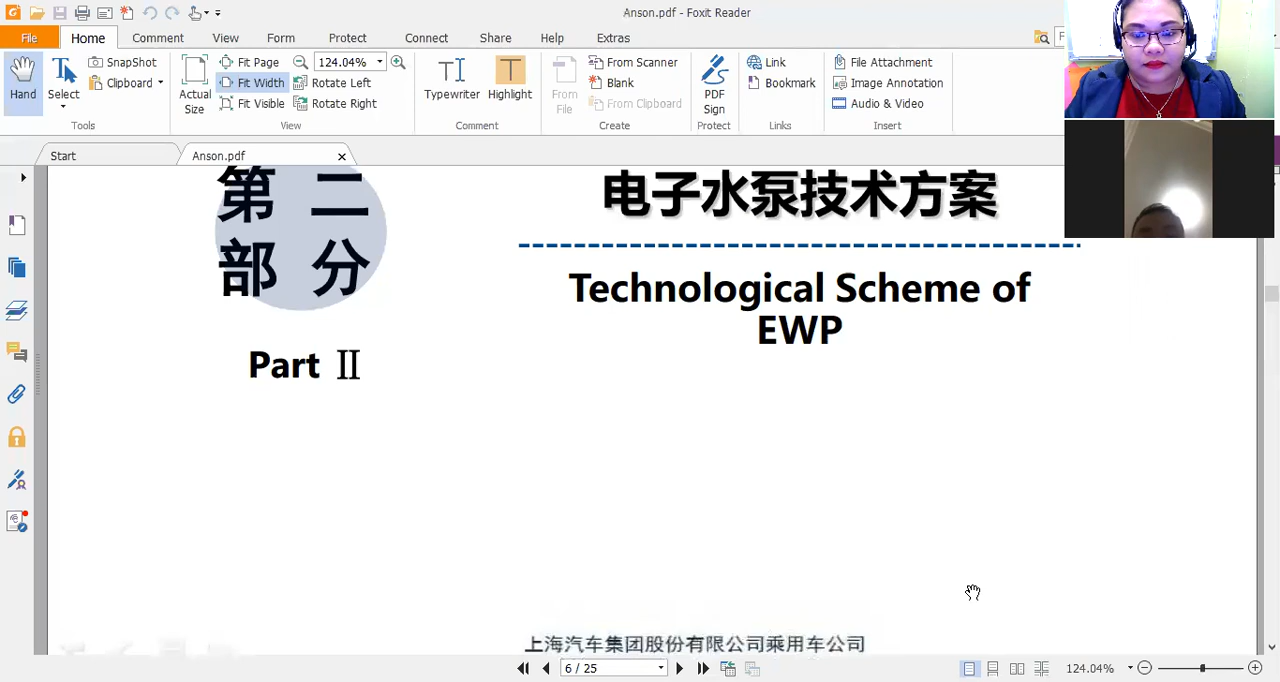 Anson.pdf - Foxit Reader
File Home Comment View Form Protect Connect Share Help Extras
Hand
Select
SnapShot
Clipboard
Tools
Actual Size
Fit Page
Fit Width
Fit Visible
124.04%
Rotate Left
Rotate Right
View
Typewriter
Highlight
Comment
From File
From Scanner
Blank
From Clipboard
Create
PDF Sign
Protect
Link
Bookmark
Links
File Attachment
Image Annotation
Audio & Video
Insert
Start
Anson.pdf
第 二
部 分
Part Ⅱ
电子水泵技术方案
Technological Scheme of
EWP
上海汽车集团股份有限公司乘用车公司
6 / 25
124.04%